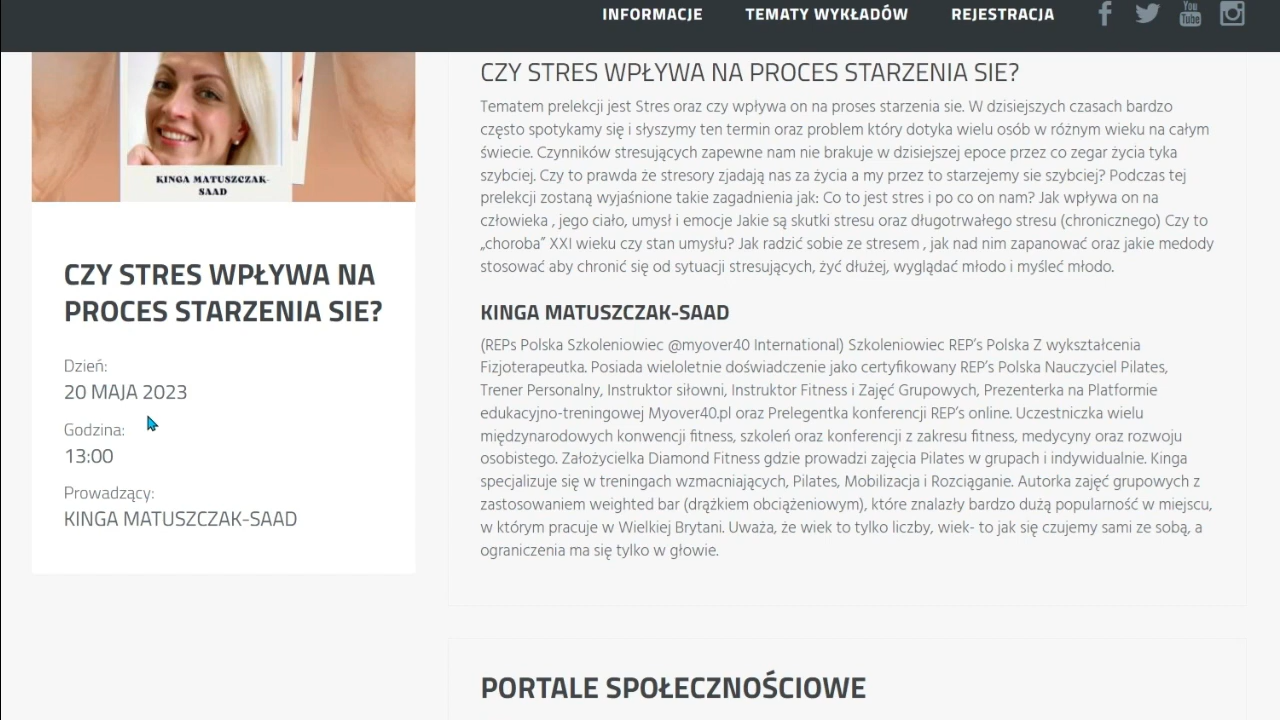 INFORMACJE TEMATY WYKŁADÓW REJESTRACJA You Tube
KINGA MATUSZCZAK-
SAAD
CZY STRES WPŁYWA NA
PROCES STARZENIA SIE?
Dzień:
20 MAJA 2023
Godzina:
13:00
Prowadzący:
KINGA MATUSZCZAK-SAAD
CZY STRES WPŁYWA NA PROCES STARZENIA SIE?
Tematem prelekcji jest Stres oraz czy wpływa on na proses starzenia sie. W dzisiejszych czasach bardzo
często spotykamy się i słyszymy ten termin oraz problem który dotyka wielu osób w różnym wieku na całym
świecie. Czynników stresujących zapewne nam nie brakuje w dzisiejszej epoce przez co zegar życia tyka
szybciej. Czy to prawda że stresory zjadają nas za życia a my przez to starzejemy sie szybciej? Podczas tej
prelekcji zostaną wyjaśnione takie zagadnienia jak: Co to jest stres i po co on nam? Jak wpływa on na
człowieka , jego ciało, umysł i emocje Jakie są skutki stresu oraz długotrwałego stresu (chronicznego) Czy to
„choroba” XXI wieku czy stan umysłu? Jak radzić sobie ze stresem , jak nad nim zapanować oraz jakie medody
stosować aby chronić się od sytuacji stresujących, żyć dłużej, wyglądać młodo i myśleć młodo.
KINGA MATUSZCZAK-SAAD
(REPs Polska Szkoleniowiec @myover40 International) Szkoleniowiec REP’s Polska Z wykształcenia
Fizjoterapeutka. Posiada wieloletnie doświadczenie jako certyfikowany REP’s Polska Nauczyciel Pilates,
Trener Personalny, Instruktor siłowni, Instruktor Fitness i Zajęć Grupowych, Prezenterka na Platformie
edukacyjno-treningowej Myover40.pl oraz Prelegentka konferencji REP’s online. Uczestniczka wielu
międzynarodowych konwencji fitness, szkoleń oraz konferencji z zakresu fitness, medycyny oraz rozwoju
osobistego. Założycielka Diamond Fitness gdzie prowadzi zajęcia Pilates w grupach i indywidualnie. Kinga
specjalizuje się w treningach wzmacniających, Pilates, Mobilizacja i Rozciąganie. Autorka zajęć grupowych z
zastosowaniem weighted bar (drążkiem obciążeniowym), które znalazły bardzo dużą popularność w miejscu,
w którym pracuje w Wielkiej Brytani. Uważa, że wiek to tylko liczby, wiek- to jak się czujemy sami ze sobą, a
ograniczenia ma się tylko w głowie.
PORTALE SPOŁECZNOŚCIOWE